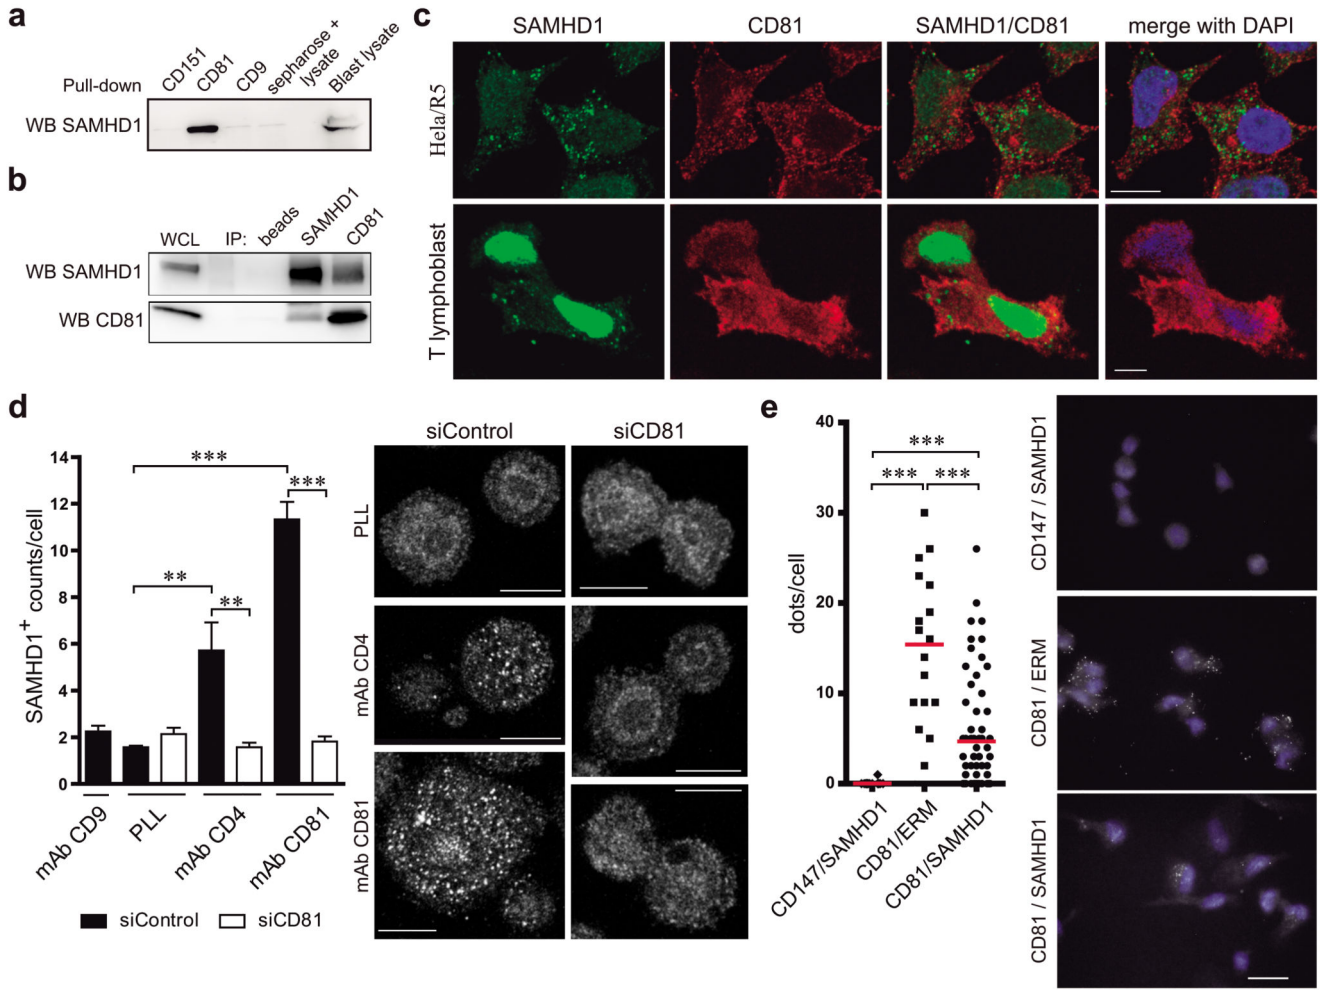 a
Pull-down
CD151
CD81
CD9
sepharose +
lysate
Blast lysate
WB SAMHD1
b
WCL
IP:
beads
SAMHD1
CD81
WB SAMHD1
WB CD81
c
SAMHD1
CD81
SAMHD1/CD81
merge with DAPI
Hela/R5
T lymphoblast
d
SAMHD1+ counts/cell
14
12
10
8
6
4
2
0
***
***
**
**
mAb CD9
PLL
mAb CD4
mAb CD81
siControl
siCD81
siControl
siCD81
PLL
mAb CD4
mAb CD81
e
dots/cell
40
30
20
10
0
***
***
***
CD147/SAMHD1
CD81/ERM
CD81/SAMHD1
CD147 / SAMHD1
CD81 / ERM
CD81 / SAMHD1